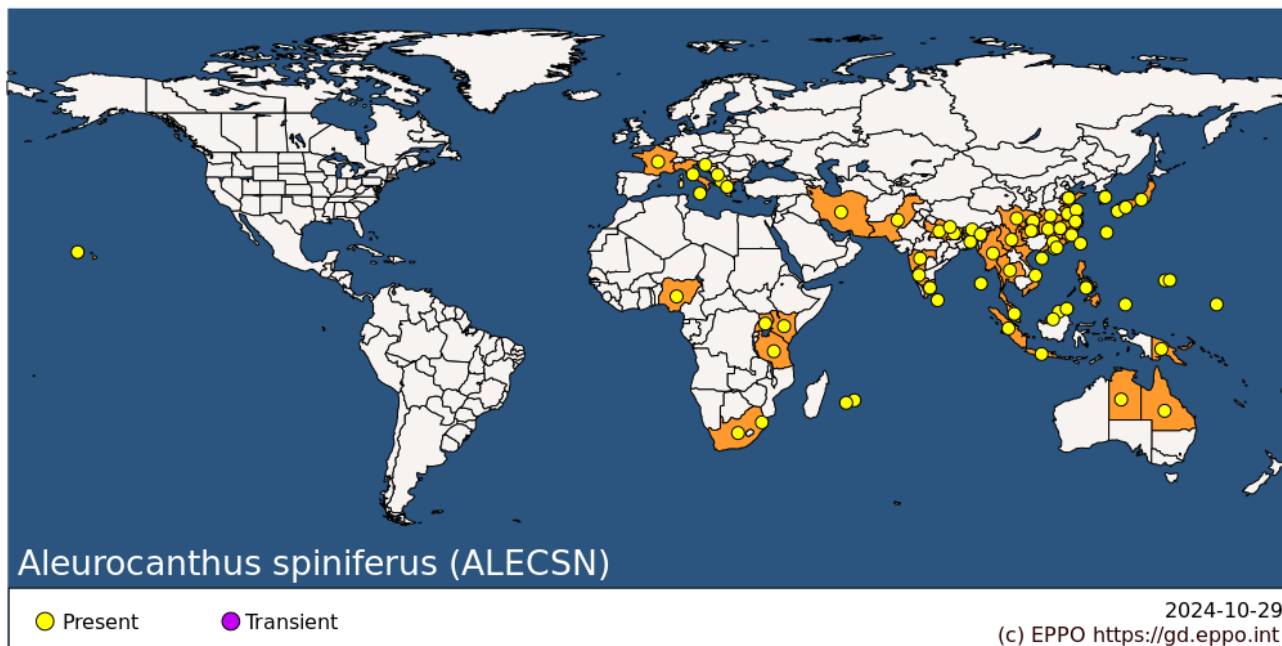 Aleurocanthus spiniferus (ALECSN)
Present
Transient
2024-10-29
(c) EPPO https://gd.eppo.int